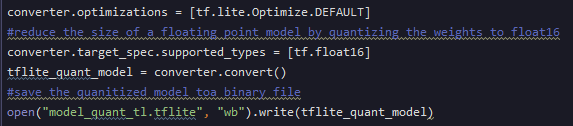 converter.optimizations = [tf.lite.Optimize.DEFAULT]
#reduce the size of a floating point model by quantizing the weights to float16
converter.target_spec.supported_types = [tf.float16]
tflite_quant_model = converter.convert()
#save the quanitized model toa binary file
open("model_quant_tl.tflite", "wb").write(tflite_quant_model)